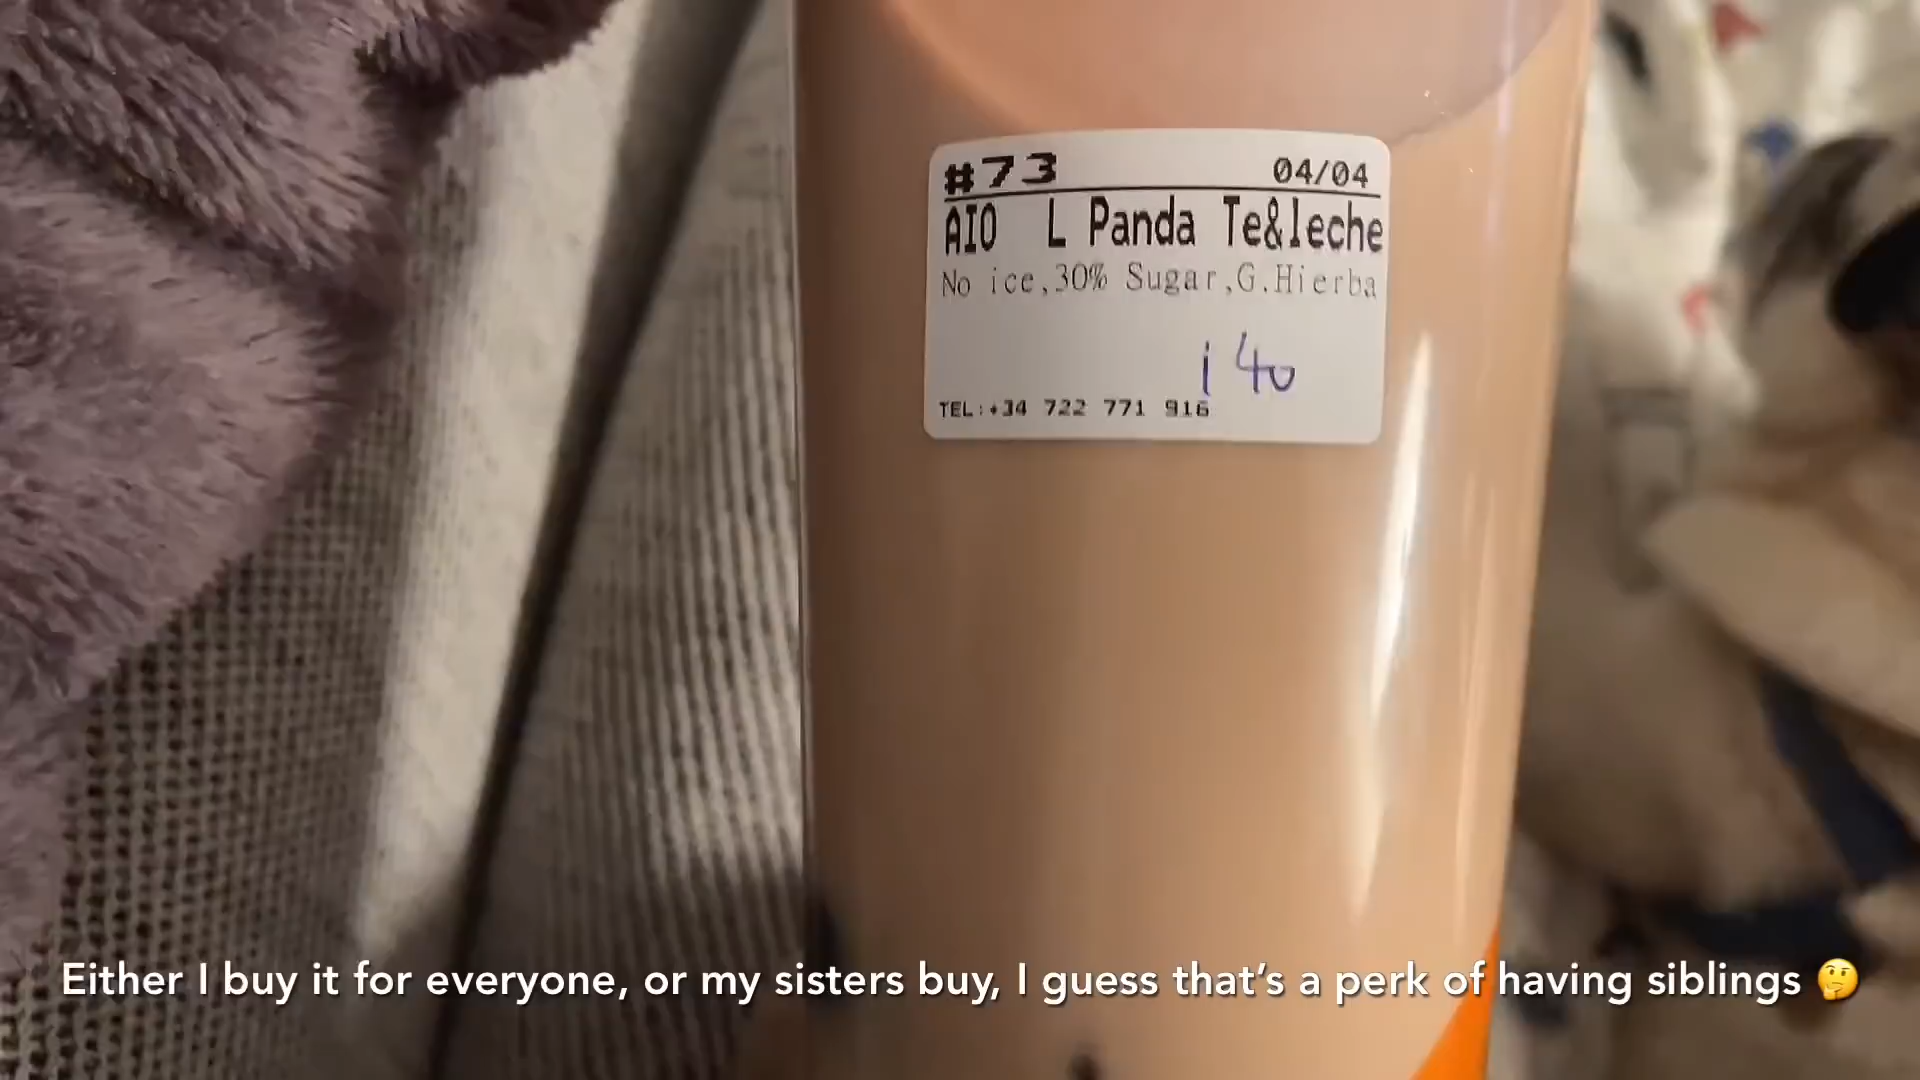 #73 04/04
AIO L Panda Te&leche
No ice,30% Sugar,G.Hierba
i 40
TEL:+34 722 771 916
Either I buy it for everyone, or my sisters buy, I guess that’s a perk of having siblings 🤔